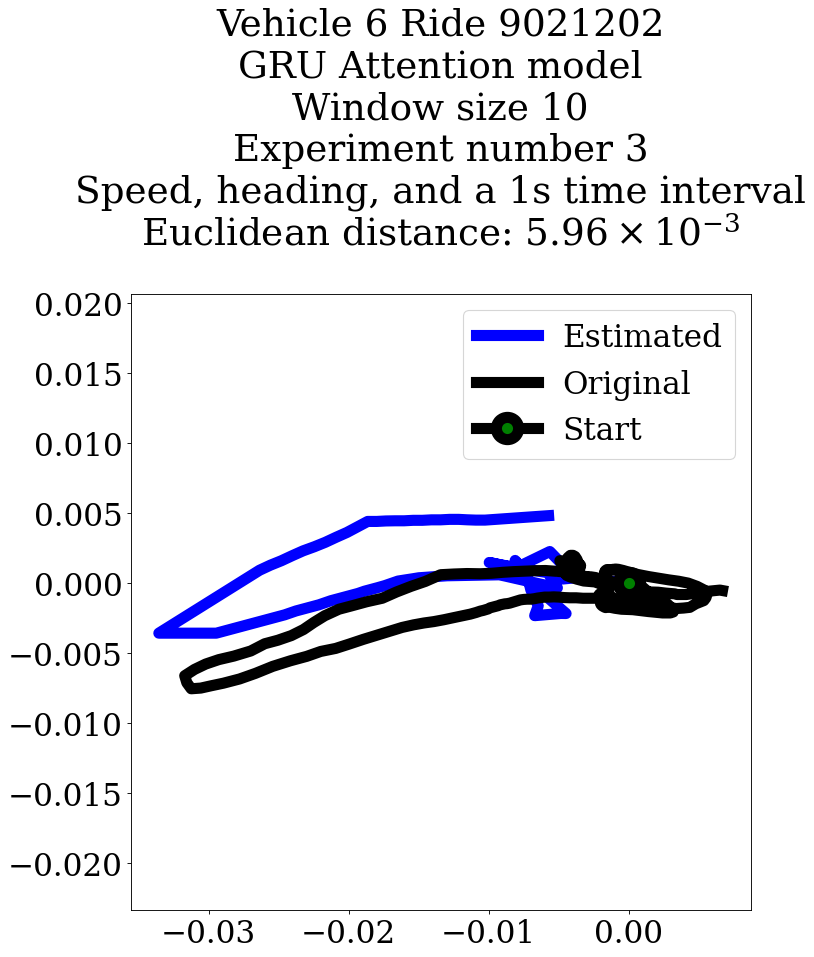 Vehicle 6 Ride 9021202
GRU Attention model
Window size 10
Experiment number 3
Speed, heading, and a 1s time interval
Euclidean distance: 5.96 × 10⁻³
0.020
0.015
0.010
0.005
0.000
−0.005
−0.010
−0.015
−0.020
Estimated
Original
Start
−0.03 −0.02 −0.01 0.00